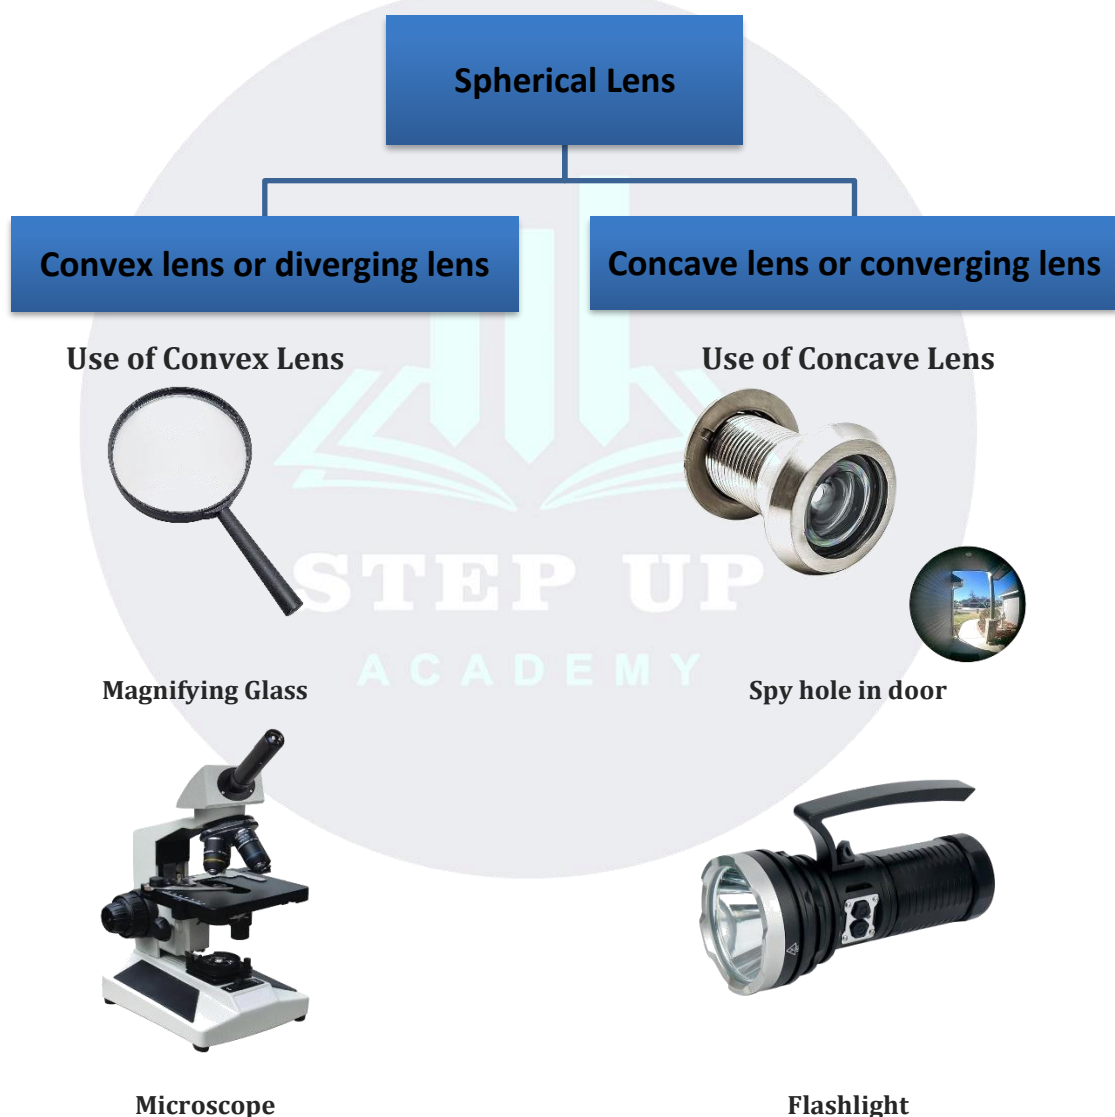 Spherical Lens
Convex lens or diverging lens
Concave lens or converging lens
Use of Convex Lens
Use of Concave Lens
STEP UP
ACADEMY
Magnifying Glass
Spy hole in door
Microscope
Flashlight